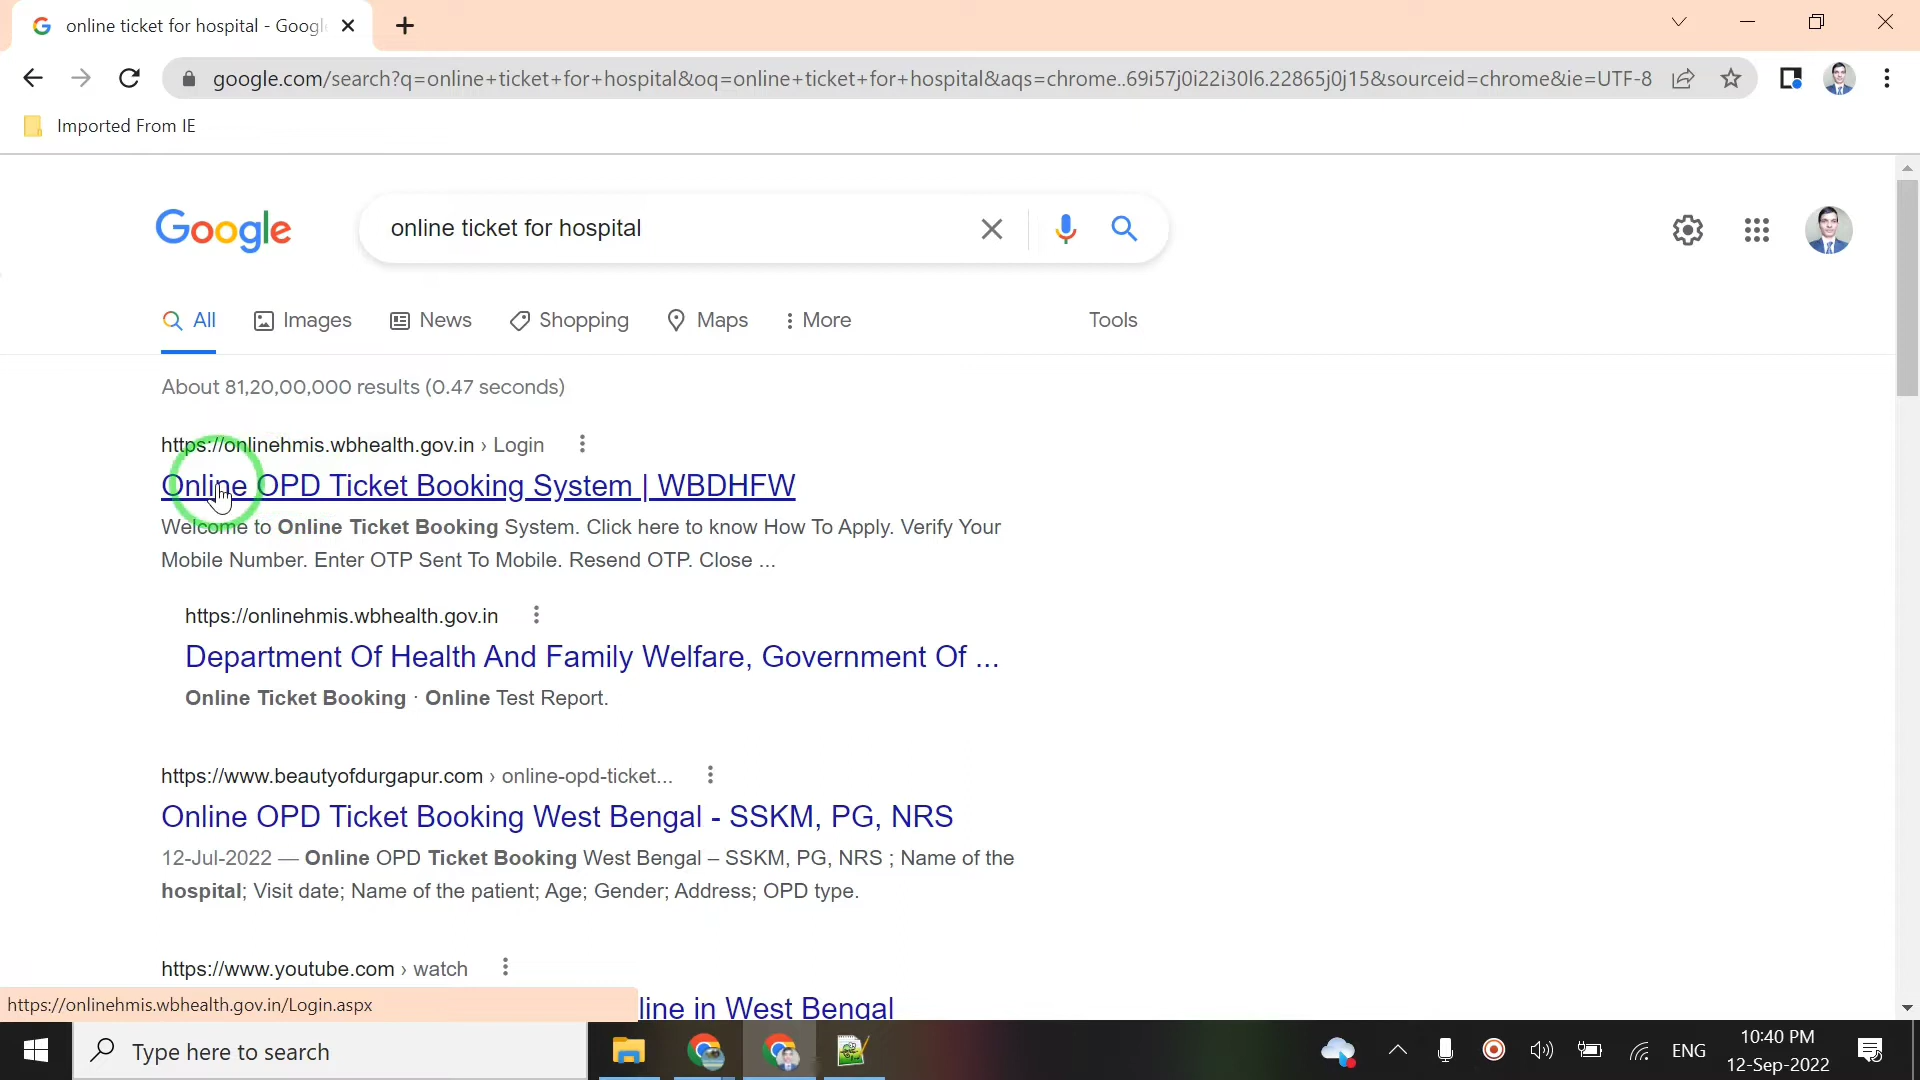 online ticket for hospital - Googl
google.com/search?q=online+ticket+for+hospital&oq=online+ticket+for+hospital&aqs=chrome..69i57j0i22i30l6.22865j0j15&sourceid=chrome&ie=UTF-8
Imported From IE
Google
online ticket for hospital
All
Images
News
Shopping
Maps
More
Tools
About 81,20,00,000 results (0.47 seconds)
https://onlinehmis.wbhealth.gov.in › Login
Online OPD Ticket Booking System | WBDHFW
Welcome to Online Ticket Booking System. Click here to know How To Apply. Verify Your
Mobile Number. Enter OTP Sent To Mobile. Resend OTP. Close ...
https://onlinehmis.wbhealth.gov.in
Department Of Health And Family Welfare, Government Of ...
Online Ticket Booking · Online Test Report.
https://www.beautyofdurgapur.com › online-opd-ticket...
Online OPD Ticket Booking West Bengal - SSKM, PG, NRS
12-Jul-2022 — Online OPD Ticket Booking West Bengal – SSKM, PG, NRS ; Name of the
hospital; Visit date; Name of the patient; Age; Gender; Address; OPD type.
https://www.youtube.com › watch
line in West Bengal
https://onlinehmis.wbhealth.gov.in/Login.aspx
Type here to search
ENG
10:40 PM
12-Sep-2022